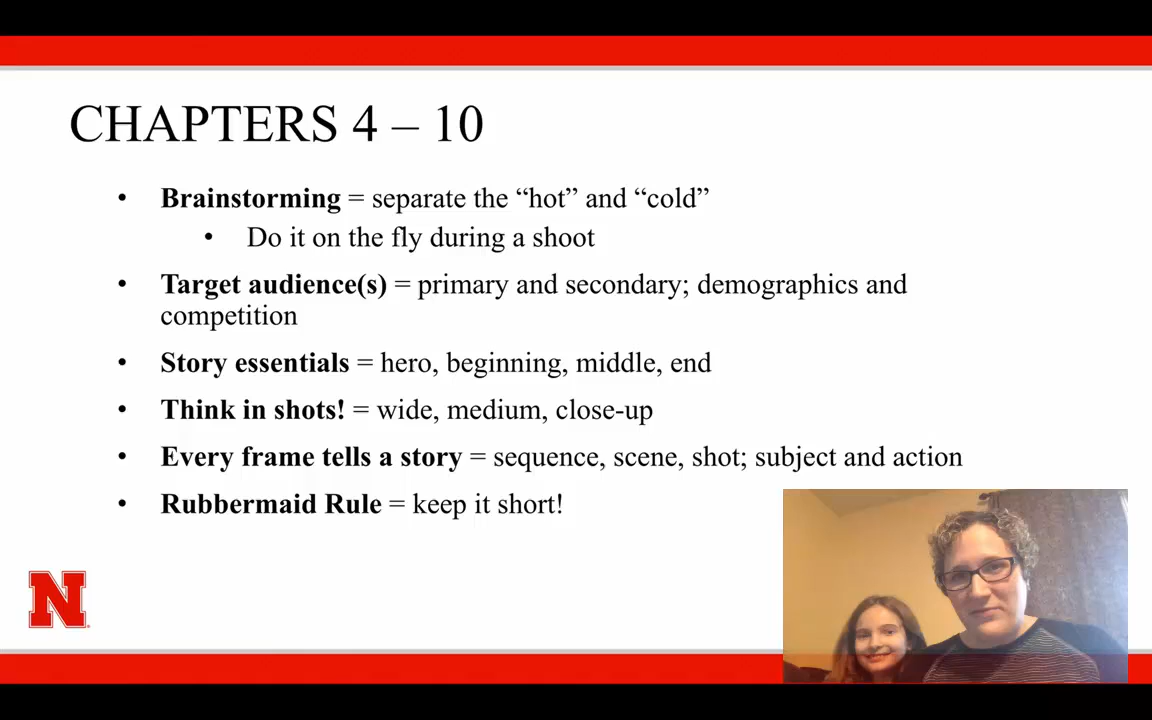 CHAPTERS 4 – 10
• Brainstorming = separate the “hot” and “cold”
• Do it on the fly during a shoot
• Target audience(s) = primary and secondary; demographics and
competition
• Story essentials = hero, beginning, middle, end
• Think in shots! = wide, medium, close-up
• Every frame tells a story = sequence, scene, shot; subject and action
• Rubbermaid Rule = keep it short!
N